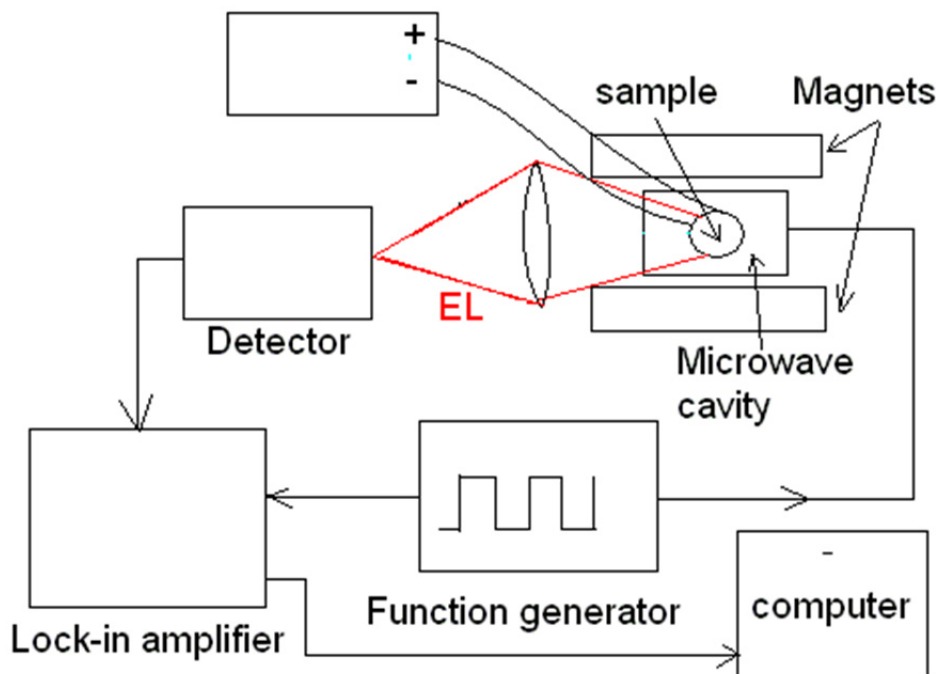 +
-
sample
Magnets
EL
Detector
Microwave
cavity
Function generator
Lock-in amplifier
-
computer